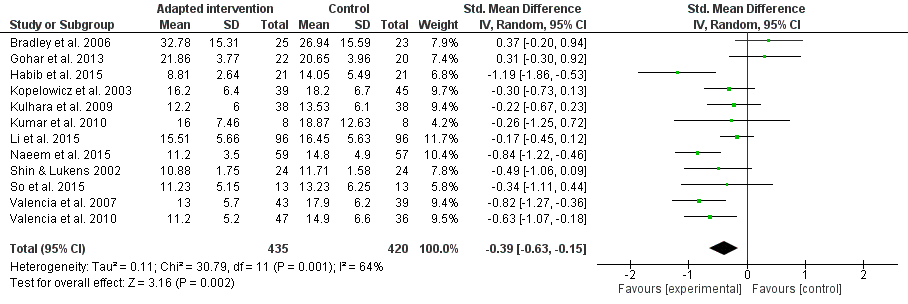 Adapted intervention Control Std. Mean Difference Std. Mean Difference
Study or Subgroup Mean SD Total Mean SD Total Weight IV, Random, 95% CI IV, Random, 95% CI
Bradley et al. 2006 32.78 15.31 25 26.94 15.59 23 7.9% 0.37 [-0.20, 0.94]
Gohar et al. 2013 21.86 3.77 22 20.65 3.96 20 7.4% 0.31 [-0.30, 0.92]
Habib et al. 2015 8.81 2.64 21 14.05 5.49 21 6.9% -1.19 [-1.86, -0.53]
Kopelowicz et al. 2003 16.2 6.4 39 18.2 6.7 45 9.7% -0.30 [-0.73, 0.13]
Kulhara et al. 2009 12.2 6 38 13.53 6.1 38 9.4% -0.22 [-0.67, 0.23]
Kumar et al. 2010 16 7.46 8 18.87 12.63 8 4.1% -0.26 [-1.25, 0.72]
Li et al. 2015 15.51 5.66 96 16.45 5.63 96 11.7% -0.17 [-0.45, 0.12]
Naeem et al. 2015 11.2 3.5 59 14.8 4.9 57 10.4% -0.84 [-1.22, -0.46]
Shin & Lukens 2002 10.88 1.75 24 11.71 1.58 24 7.9% -0.49 [-1.06, 0.09]
So et al. 2015 11.23 5.15 13 13.23 6.25 13 5.7% -0.34 [-1.11, 0.44]
Valencia et al. 2007 13 5.7 43 17.9 6.2 39 9.4% -0.82 [-1.27, -0.36]
Valencia et al. 2010 11.2 5.2 47 14.9 6.6 36 9.5% -0.63 [-1.07, -0.18]
Total (95% CI) 435 420 100.0% -0.39 [-0.63, -0.15]
Heterogeneity: Tau² = 0.11; Chi² = 30.79, df = 11 (P = 0.001); I² = 64%
Test for overall effect: Z = 3.16 (P = 0.002)
-2 -1 0 1 2
Favours [experimental] Favours [control]